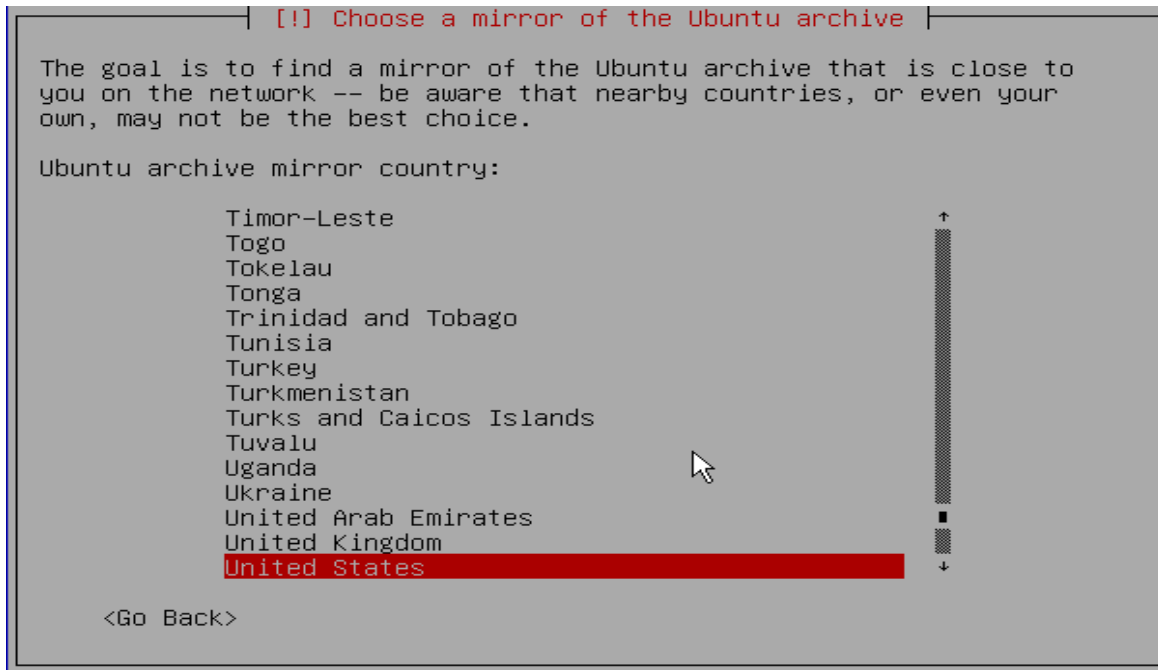 [!] Choose a mirror of the Ubuntu archive
The goal is to find a mirror of the Ubuntu archive that is close to
you on the network -- be aware that nearby countries, or even your
own, may not be the best choice.
Ubuntu archive mirror country:
Timor-Leste
Togo
Tokelau
Tonga
Trinidad and Tobago
Tunisia
Turkey
Turkmenistan
Turks and Caicos Islands
Tuvalu
Uganda
Ukraine
United Arab Emirates
United Kingdom
United States
<Go Back>